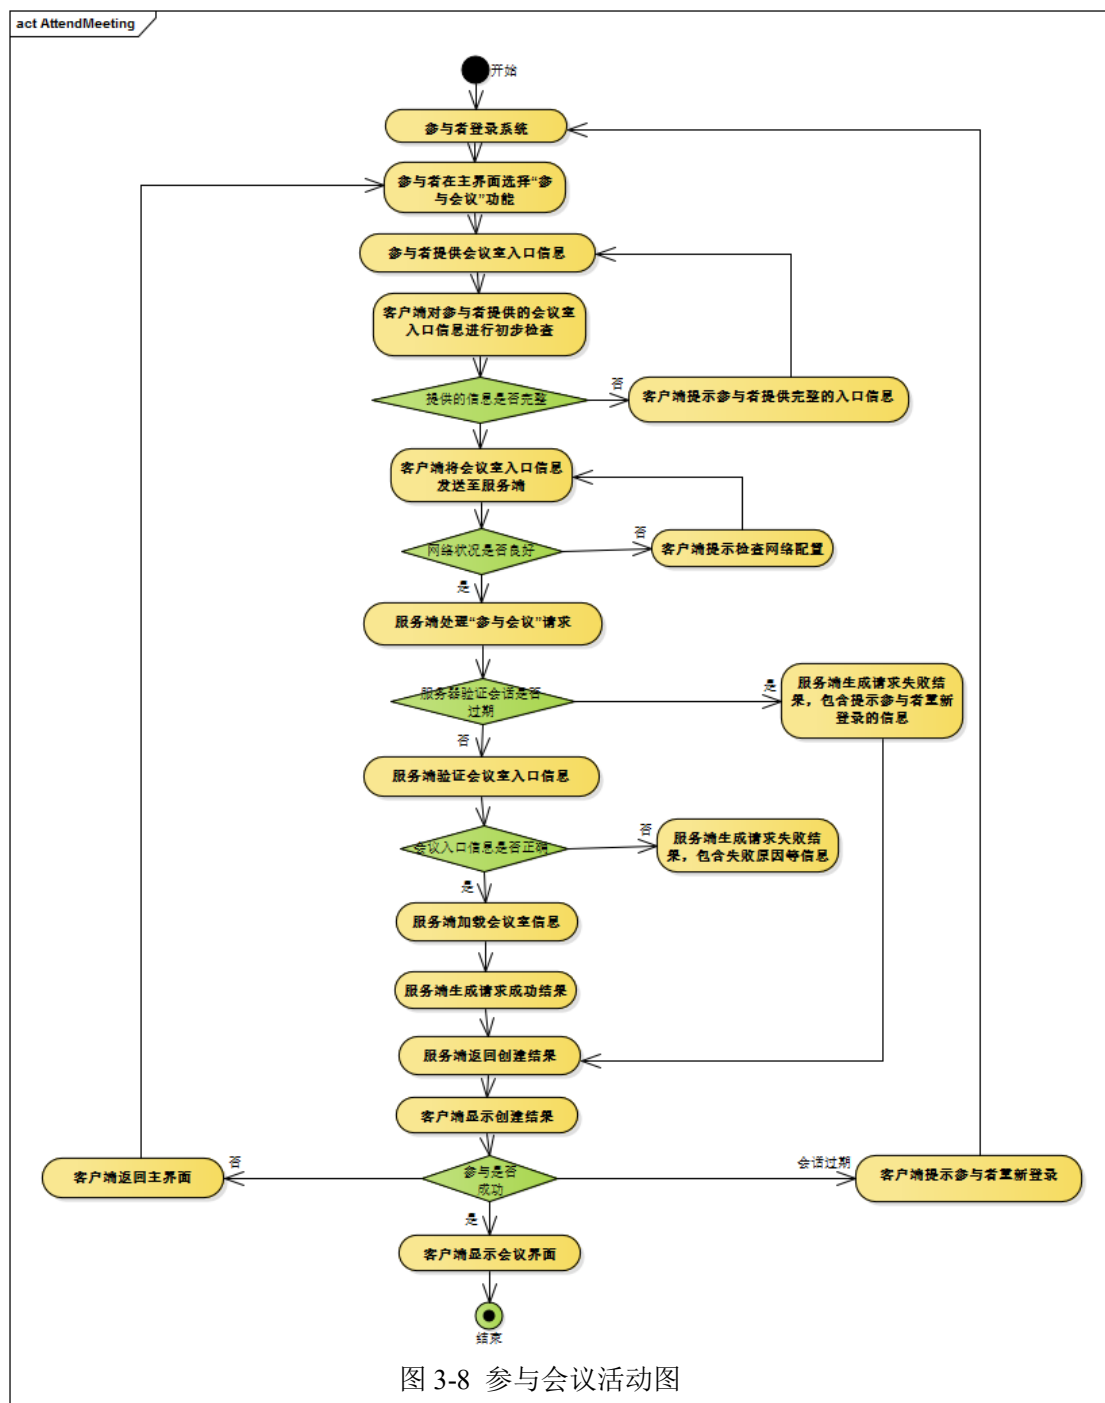 act AttendMeeting
开始
参与者登录系统
参与者在主界面选择“参
与会议”功能
参与者提供会议室入口信息
客户端对参与者提供的会议室
入口信息进行初步检查
提供的信息是否完整
否
客户端提示参与者提供完整的入口信息
客户端将会议室入口信息
发送至服务端
网络状况是否良好
否
客户端提示检查网络配置
是
服务端处理“参与会议”请求
服务器验证会话是否
过期
是
服务端生成请求失败结
果，包含提示参与者重新
登录的信息
否
服务端验证会议室入口信息
会议入口信息是否正确
否
服务端生成请求失败结
果，包含失败原因等信息
是
服务端加载会议室信息
服务端生成请求成功结果
服务端返回创建结果
客户端显示创建结果
参与是否
成功
否
客户端返回主界面
会话过期
客户端提示参与者重新登录
是
客户端显示会议界面
结束
图 3-8 参与会议活动图